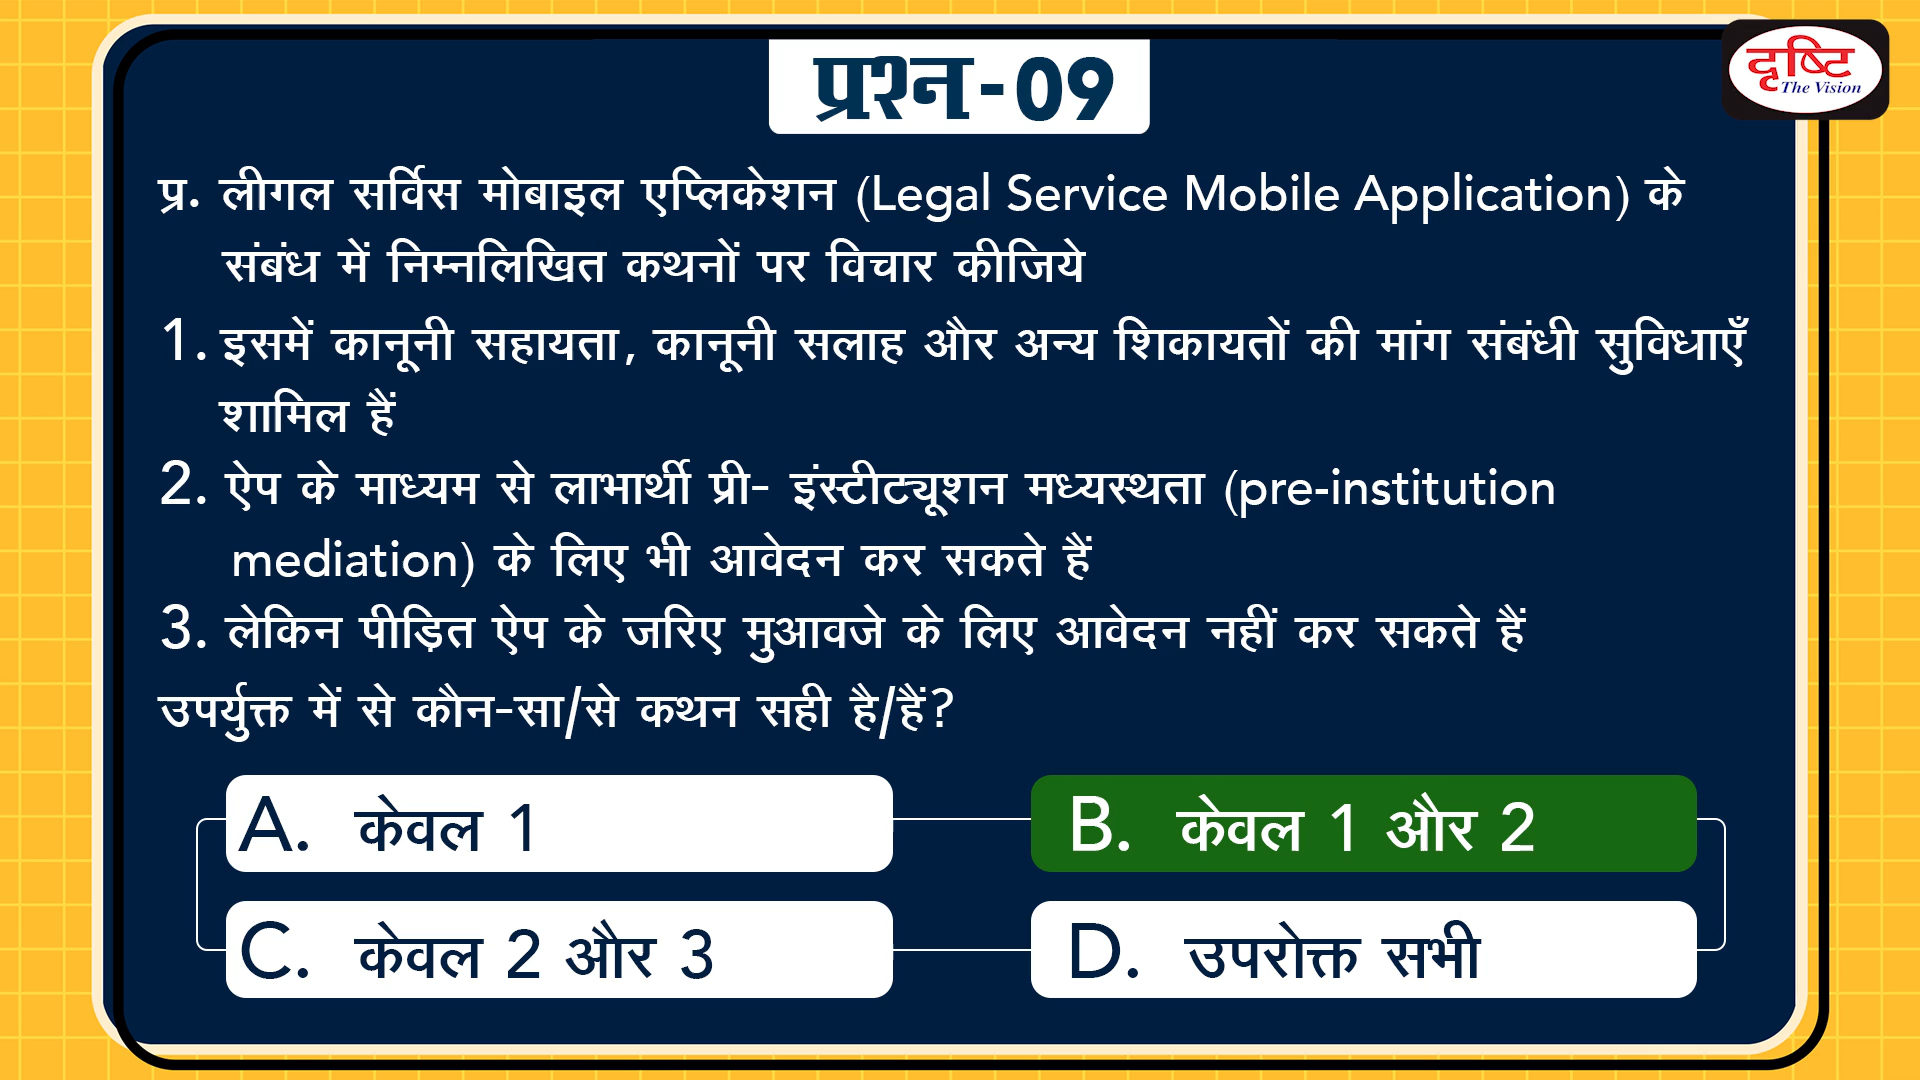 प्रश्न-09
दृष्टि
The Vision
प्र. लीगल सर्विस मोबाइल एप्लिकेशन (Legal Service Mobile Application) के
संबंध में निम्नलिखित कथनों पर विचार कीजिये
1. इसमें कानूनी सहायता, कानूनी सलाह और अन्य शिकायतों की मांग संबंधी सुविधाएँ
शामिल हैं
2. ऐप के माध्यम से लाभार्थी प्री- इंस्टीट्यूशन मध्यस्थता (pre-institution
mediation) के लिए भी आवेदन कर सकते हैं
3. लेकिन पीड़ित ऐप के जरिए मुआवजे के लिए आवेदन नहीं कर सकते हैं
उपर्युक्त में से कौन-सा/से कथन सही है/हैं?
A. केवल 1
B. केवल 1 और 2
C. केवल 2 और 3
D. उपरोक्त सभी